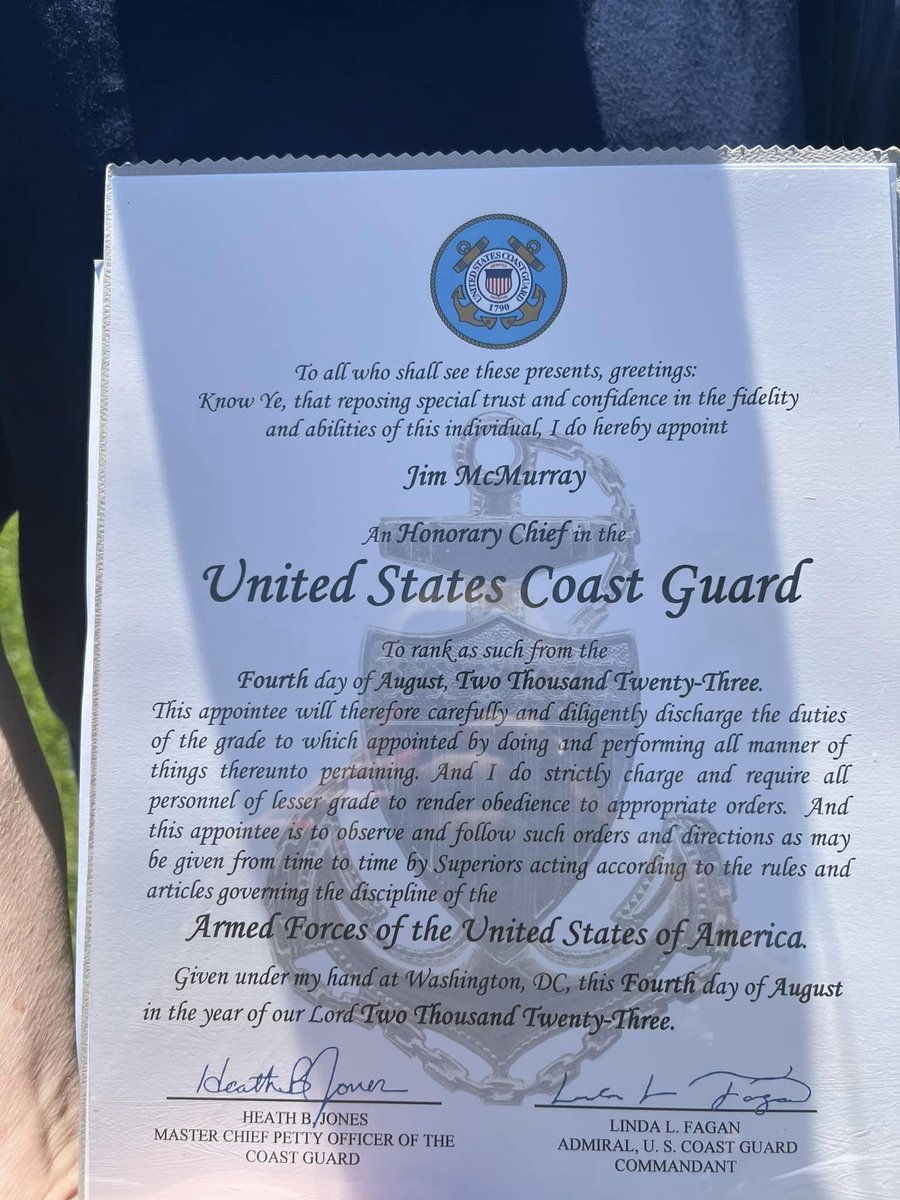 UNITED STATES COAST GUARD
1790
To all who shall see these presents, greetings:
Know Ye, that reposing special trust and confidence in the fidelity
and abilities of this individual, I do hereby appoint
Jim McMurray
An Honorary Chief in the
United States Coast Guard
To rank as such from the
Fourth day of August, Two Thousand Twenty-Three.
This appointee will therefore carefully and diligently discharge the duties
of the grade to which appointed by doing and performing all manner of
things thereunto pertaining. And I do strictly charge and require all
personnel of lesser grade to render obedience to appropriate orders. And
this appointee is to observe and follow such orders and directions as may
be given from time to time by Superiors acting according to the rules and
articles governing the discipline of the
Armed Forces of the United States of America.
Given under my hand at Washington, DC, this Fourth day of August
in the year of our Lord Two Thousand Twenty-Three.
Heath B Jones
HEATH B. JONES
MASTER CHIEF PETTY OFFICER OF THE
COAST GUARD
Linda L Fagan
LINDA L. FAGAN
ADMIRAL, U. S. COAST GUARD
COMMANDANT